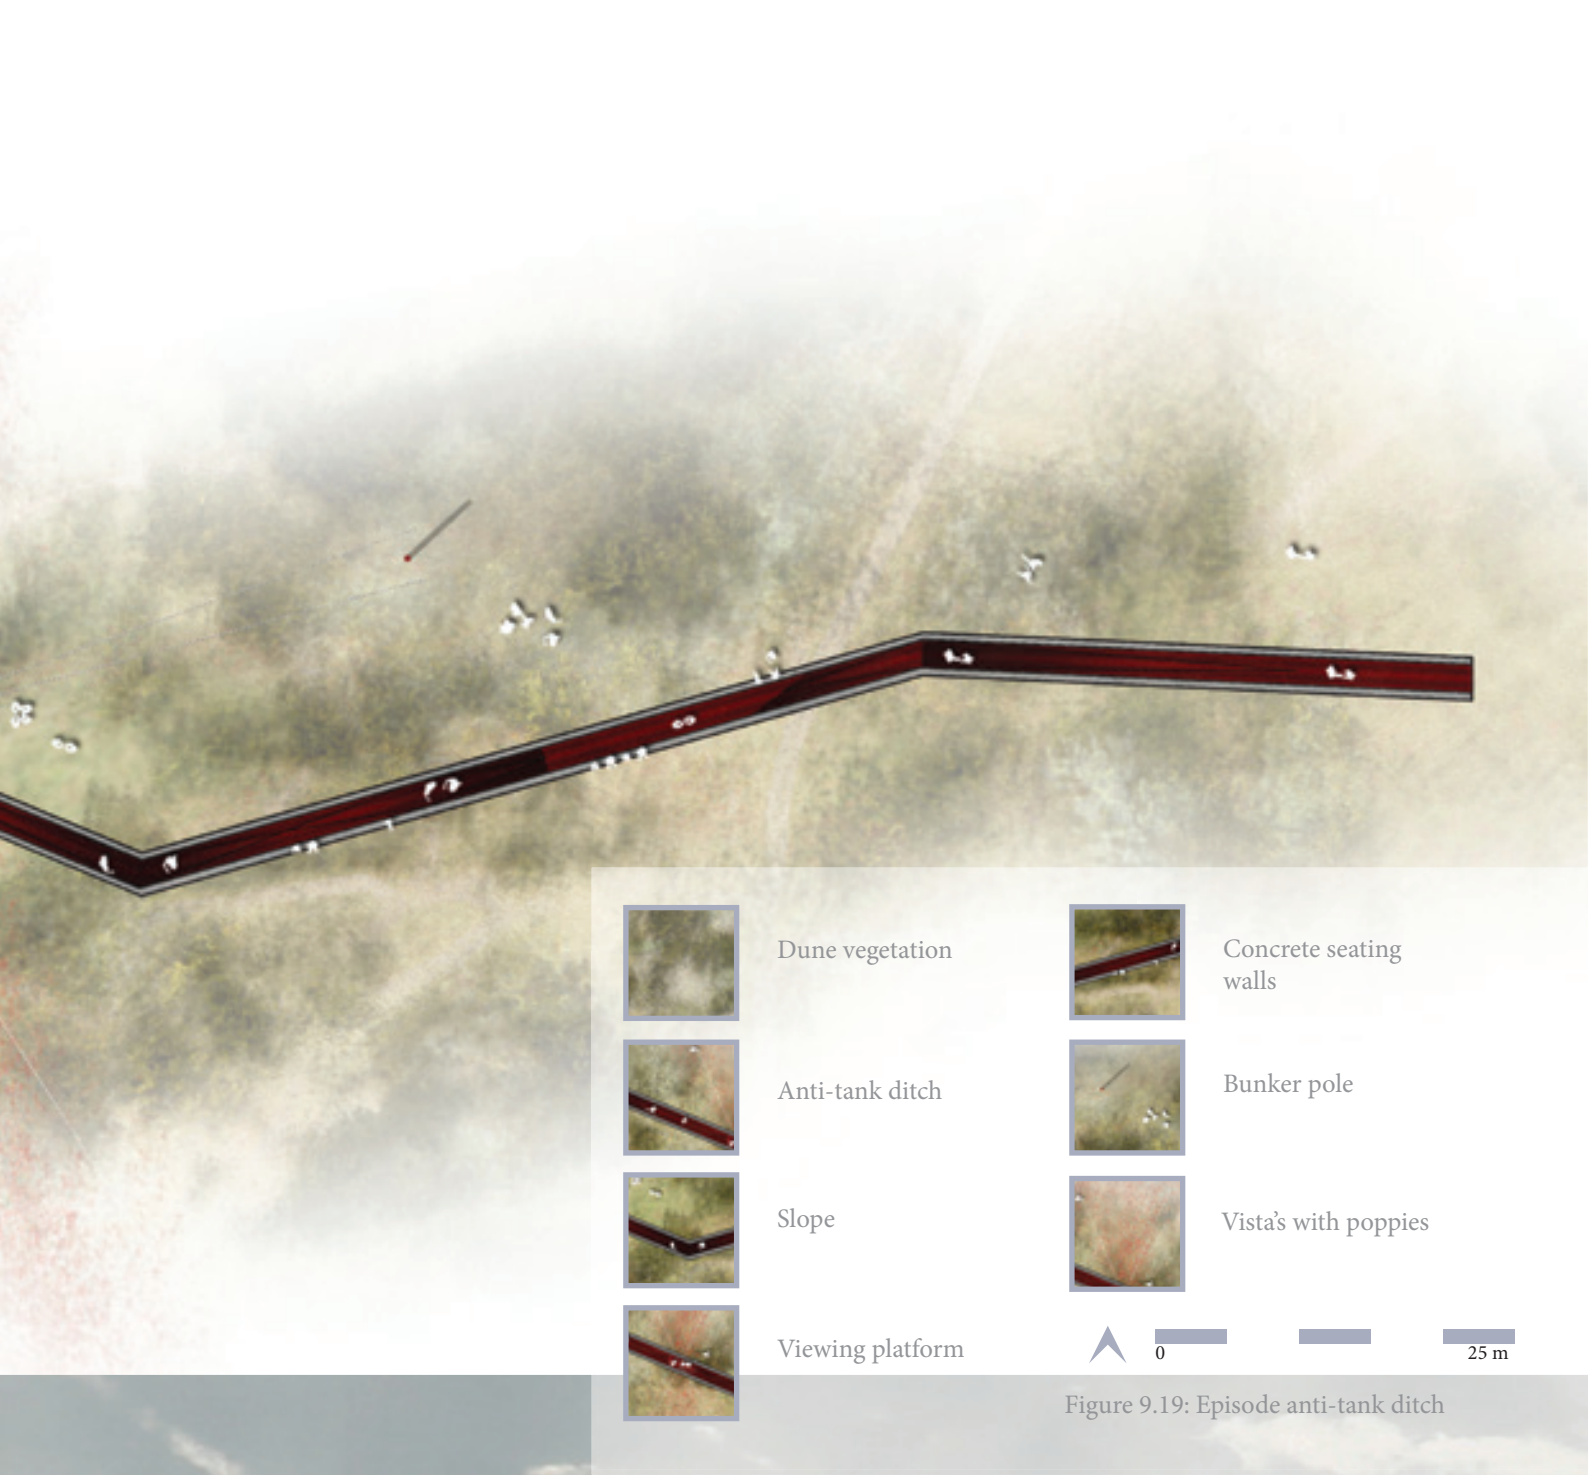 Dune vegetation
Anti-tank ditch
Slope
Viewing platform
Concrete seating
walls
Bunker pole
Vista's with poppies
0
25 m
Figure 9.19: Episode anti-tank ditch